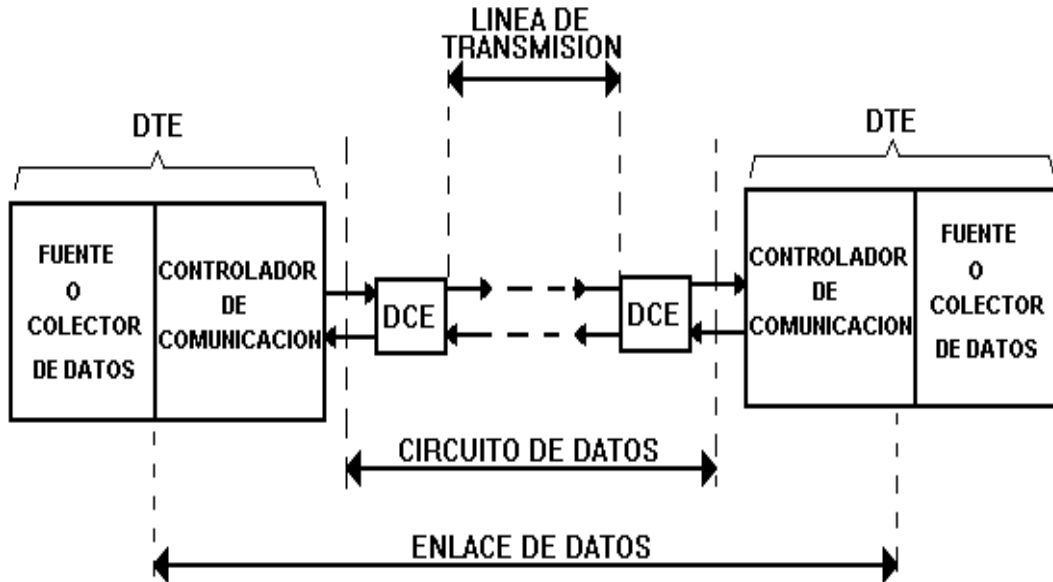 LINEA DE
TRANSMISION
DTE
DTE
FUENTE
O
COLECTOR
DE DATOS
CONTROLADOR
DE
COMUNICACION
DCE
DCE
CONTROLADOR
DE
COMUNICACION
FUENTE
O
COLECTOR
DE DATOS
CIRCUITO DE DATOS
ENLACE DE DATOS